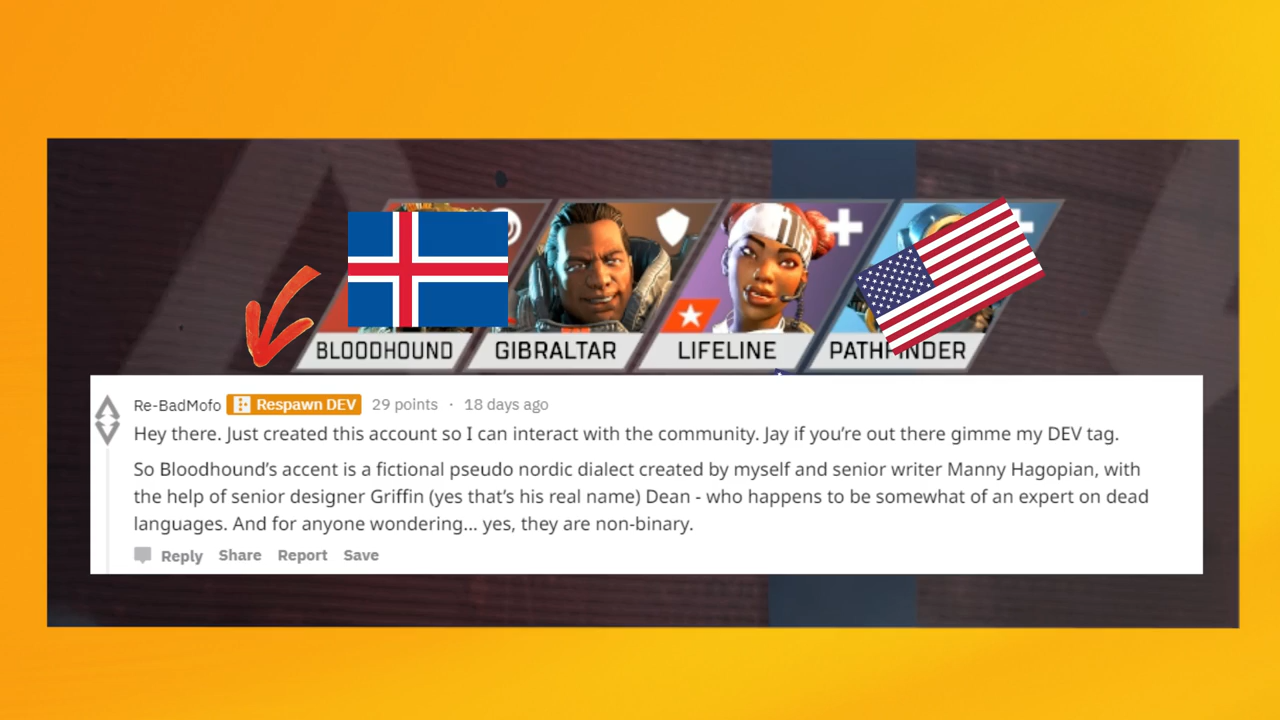 BLOODHOUND
GIBRALTAR
LIFELINE
PATHFINDER
Re-BadMofo Respawn DEV 29 points · 18 days ago
Hey there. Just created this account so I can interact with the community. Jay if you’re out there gimme my DEV tag.
So Bloodhound’s accent is a fictional pseudo nordic dialect created by myself and senior writer Manny Hagopian, with
the help of senior designer Griffin (yes that’s his real name) Dean - who happens to be somewhat of an expert on dead
languages. And for anyone wondering... yes, they are non-binary.
Reply Share Report Save